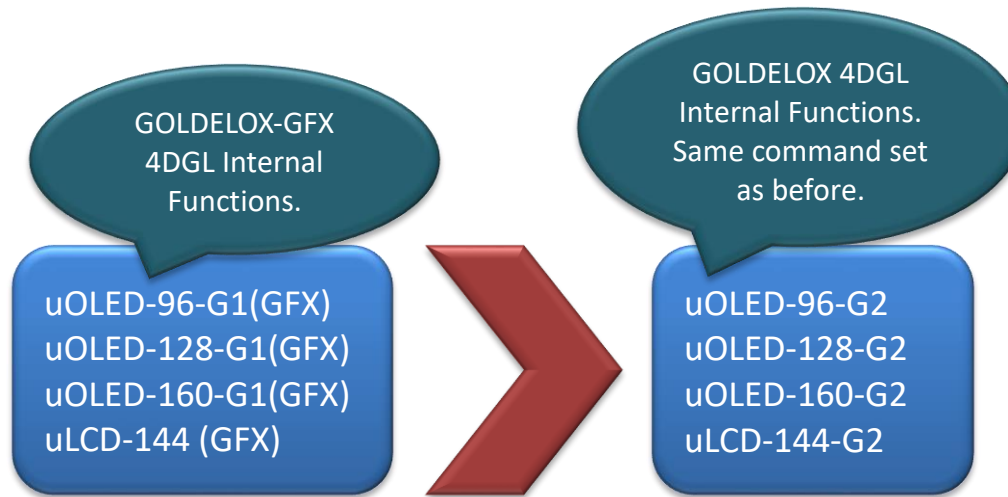 GOLDELOX-GFX
4DGL Internal
Functions.
uOLED-96-G1(GFX)
uOLED-128-G1(GFX)
uOLED-160-G1(GFX)
uLCD-144 (GFX)
GOLDELOX 4DGL
Internal Functions.
Same command set
as before.
uOLED-96-G2
uOLED-128-G2
uOLED-160-G2
uLCD-144-G2